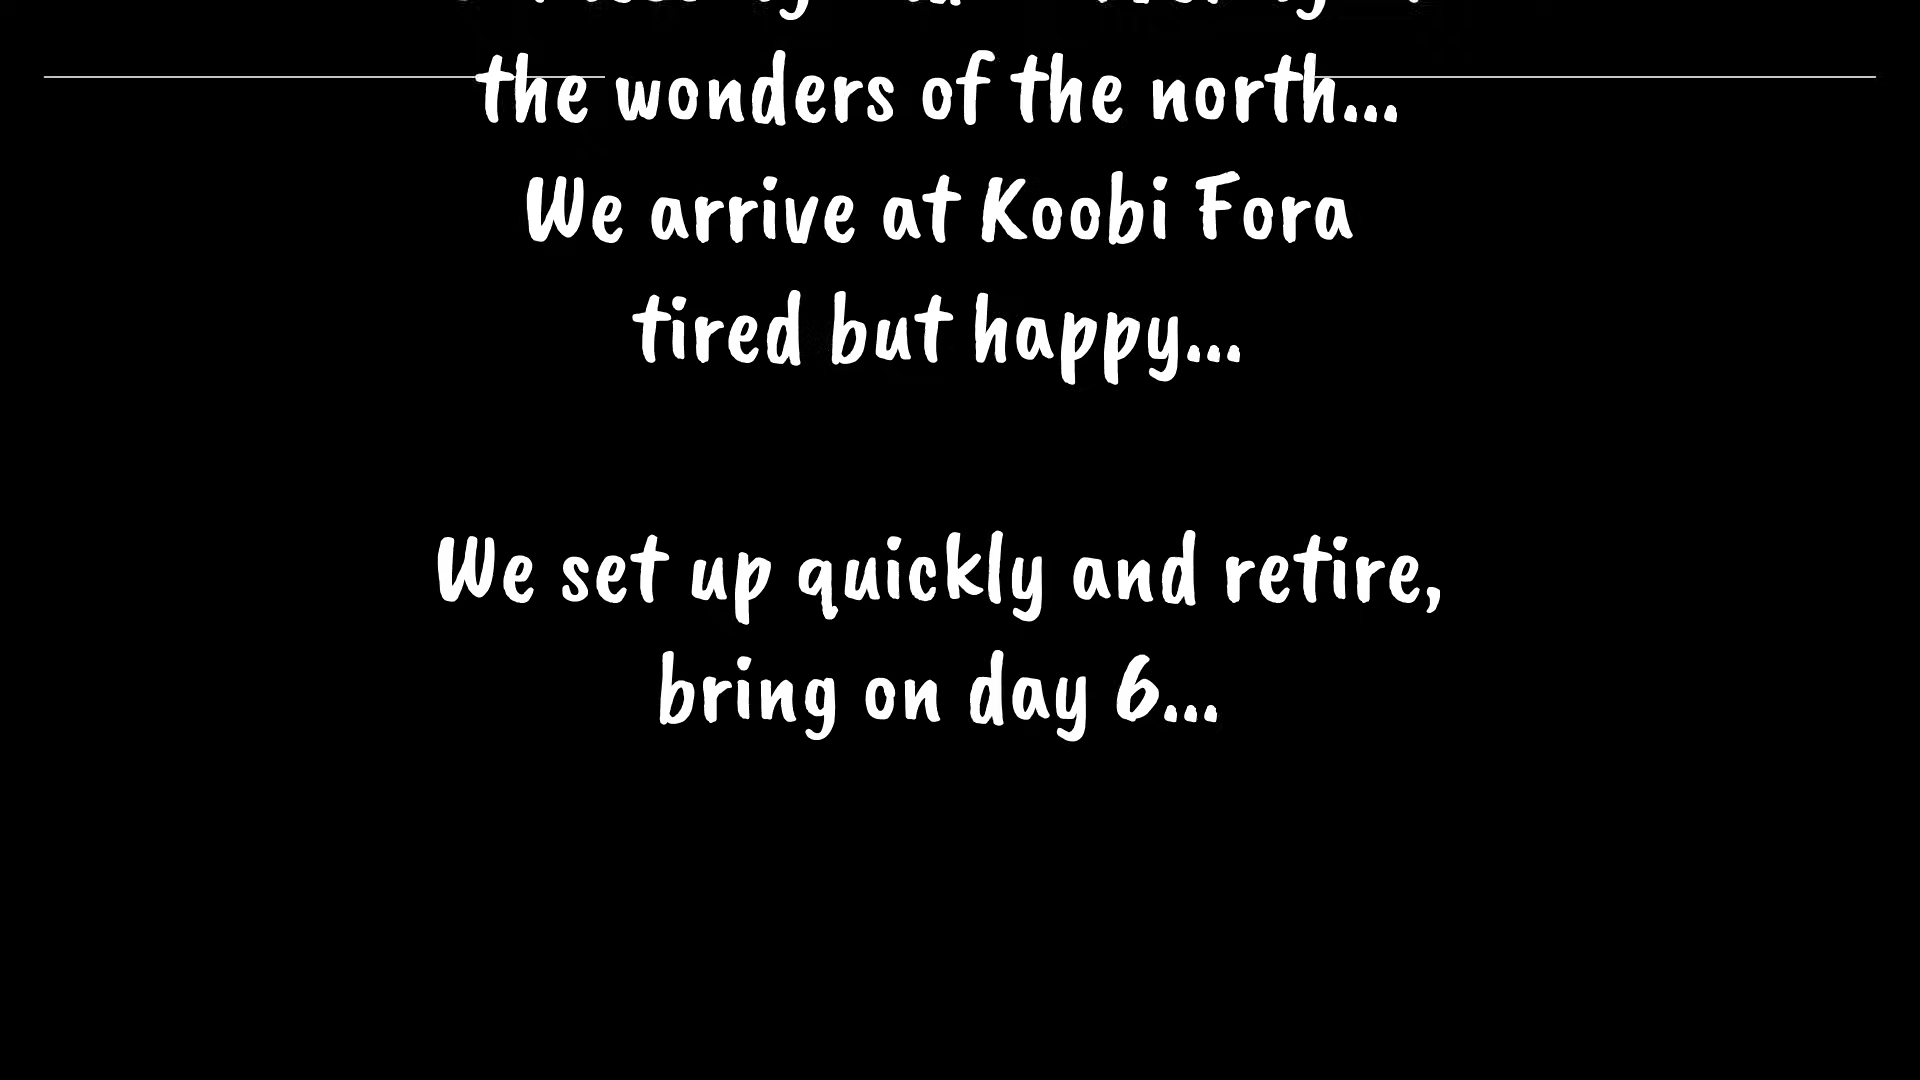 the wonders of the north...
We arrive at Koobi Fora
tired but happy...
We set up quickly and retire,
bring on day 6...